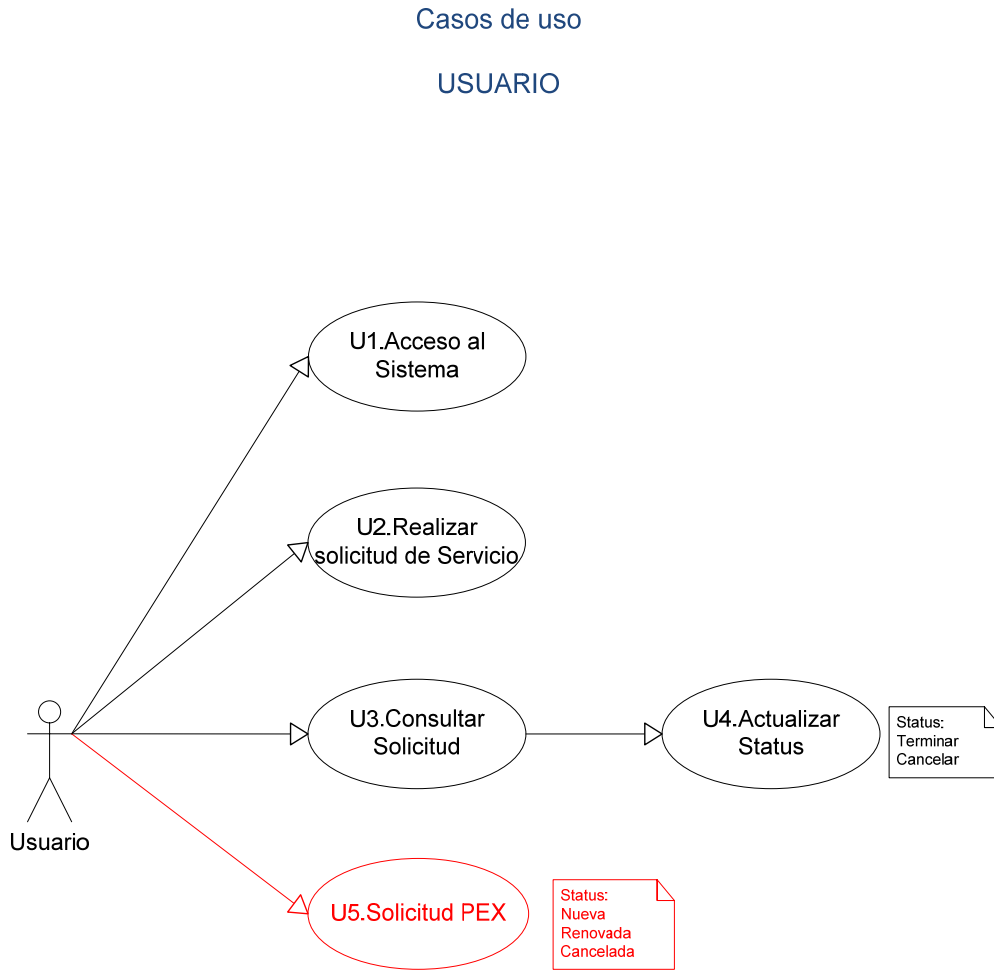 Casos de uso
USUARIO
U1.Acceso al
Sistema
U2.Realizar
solicitud de Servicio
U3.Consultar
Solicitud
U4.Actualizar
Status
Status:
Terminar
Cancelar
Usuario
U5.Solicitud PEX
Status:
Nueva
Renovada
Cancelada